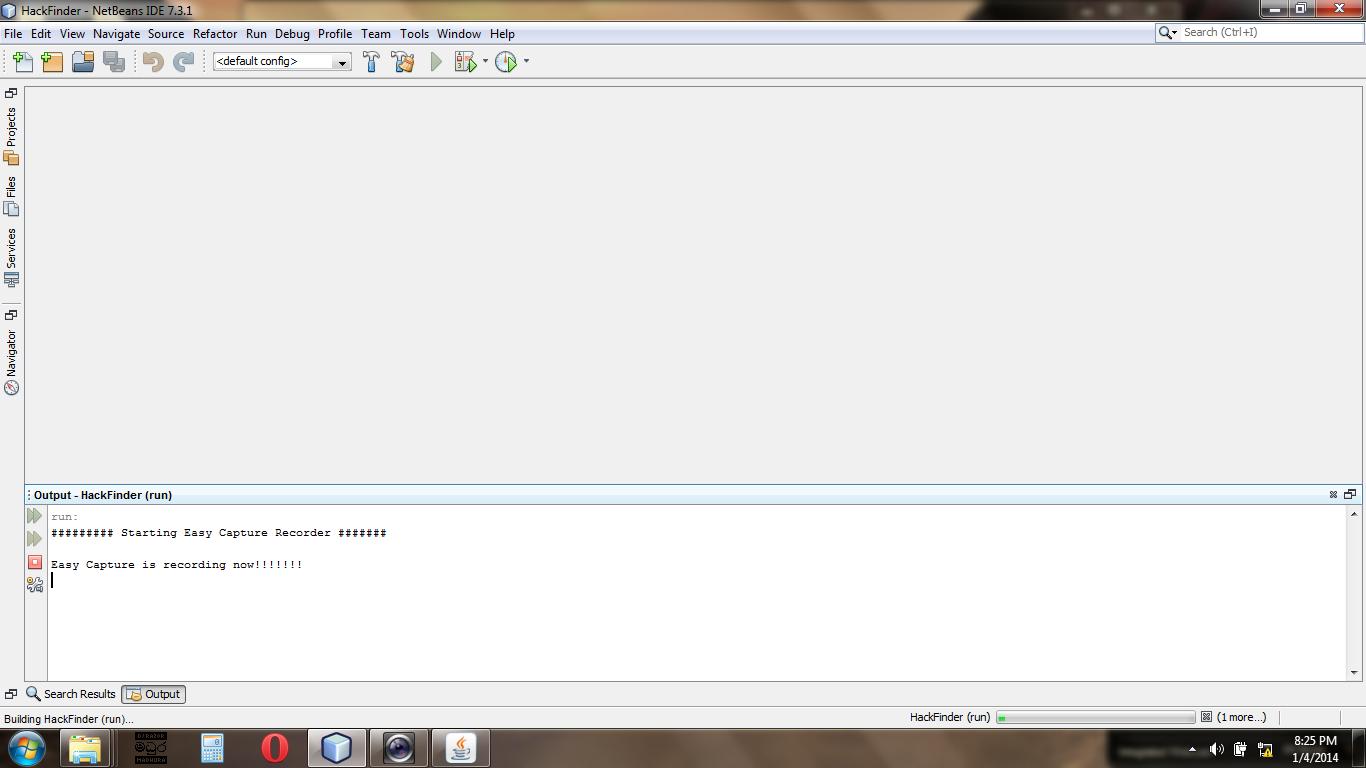 HackFinder - NetBeans IDE 7.3.1
File Edit View Navigate Source Refactor Run Debug Profile Team Tools Window Help
Search (Ctrl+I)
<default config>
Projects
Files
Services
Navigator
Output - HackFinder (run)
run:
######### Starting Easy Capture Recorder #######
Easy Capture is recording now!!!!!!!
Search Results
Output
Building HackFinder (run)...
HackFinder (run)
(1 more...)
මධුර
MADHURA
8:25 PM
1/4/2014